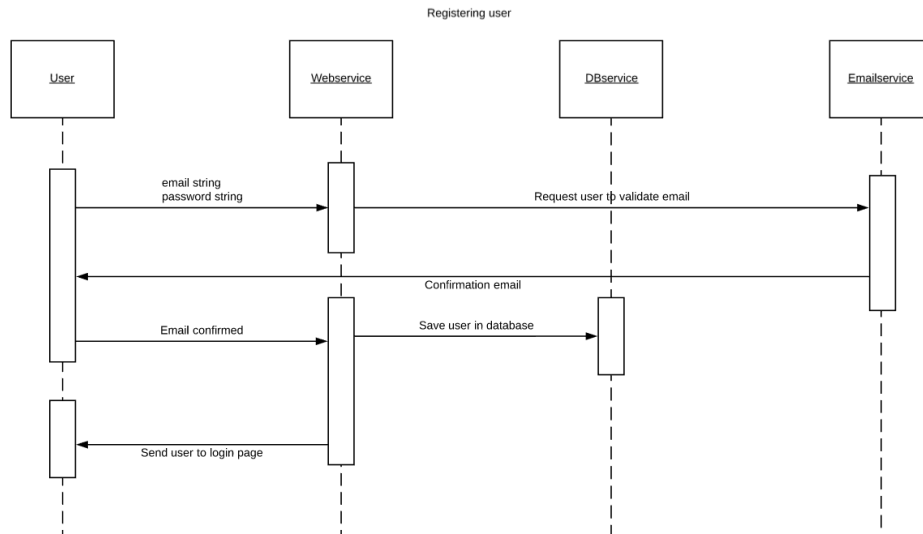 Registering user
User
Webservice
DBservice
Emailservice
email string
password string
Request user to validate email
Confirmation email
Email confirmed
Save user in database
Send user to login page